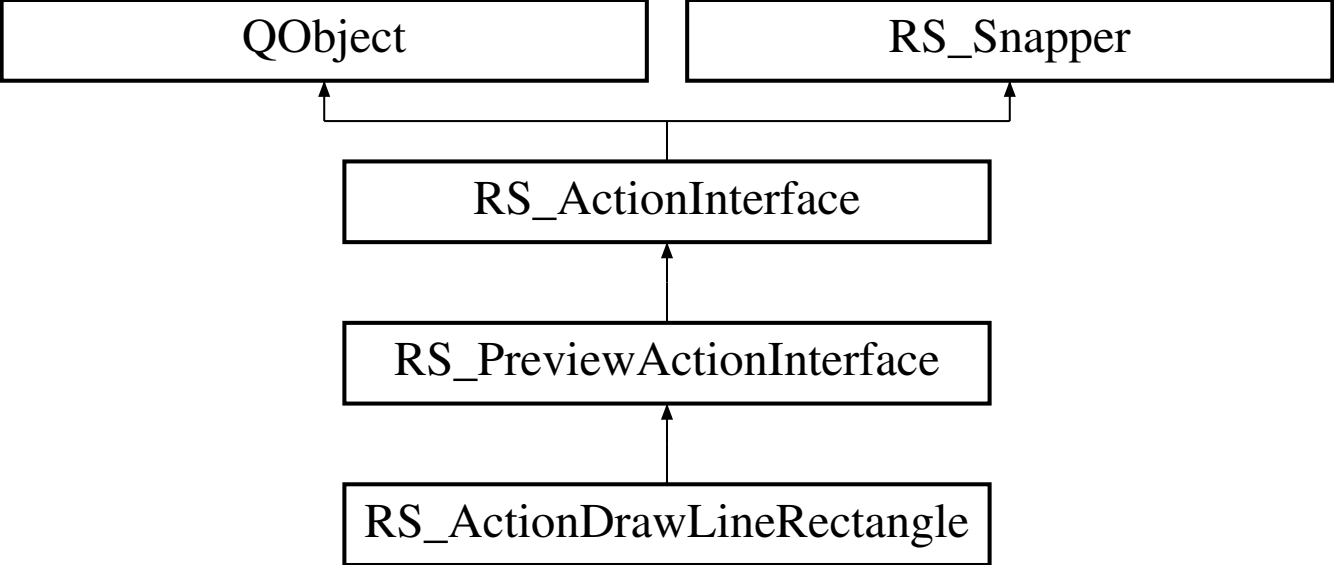 QObject
RS_Snapper
RS_ActionInterface
RS_PreviewActionInterface
RS_ActionDrawLineRectangle